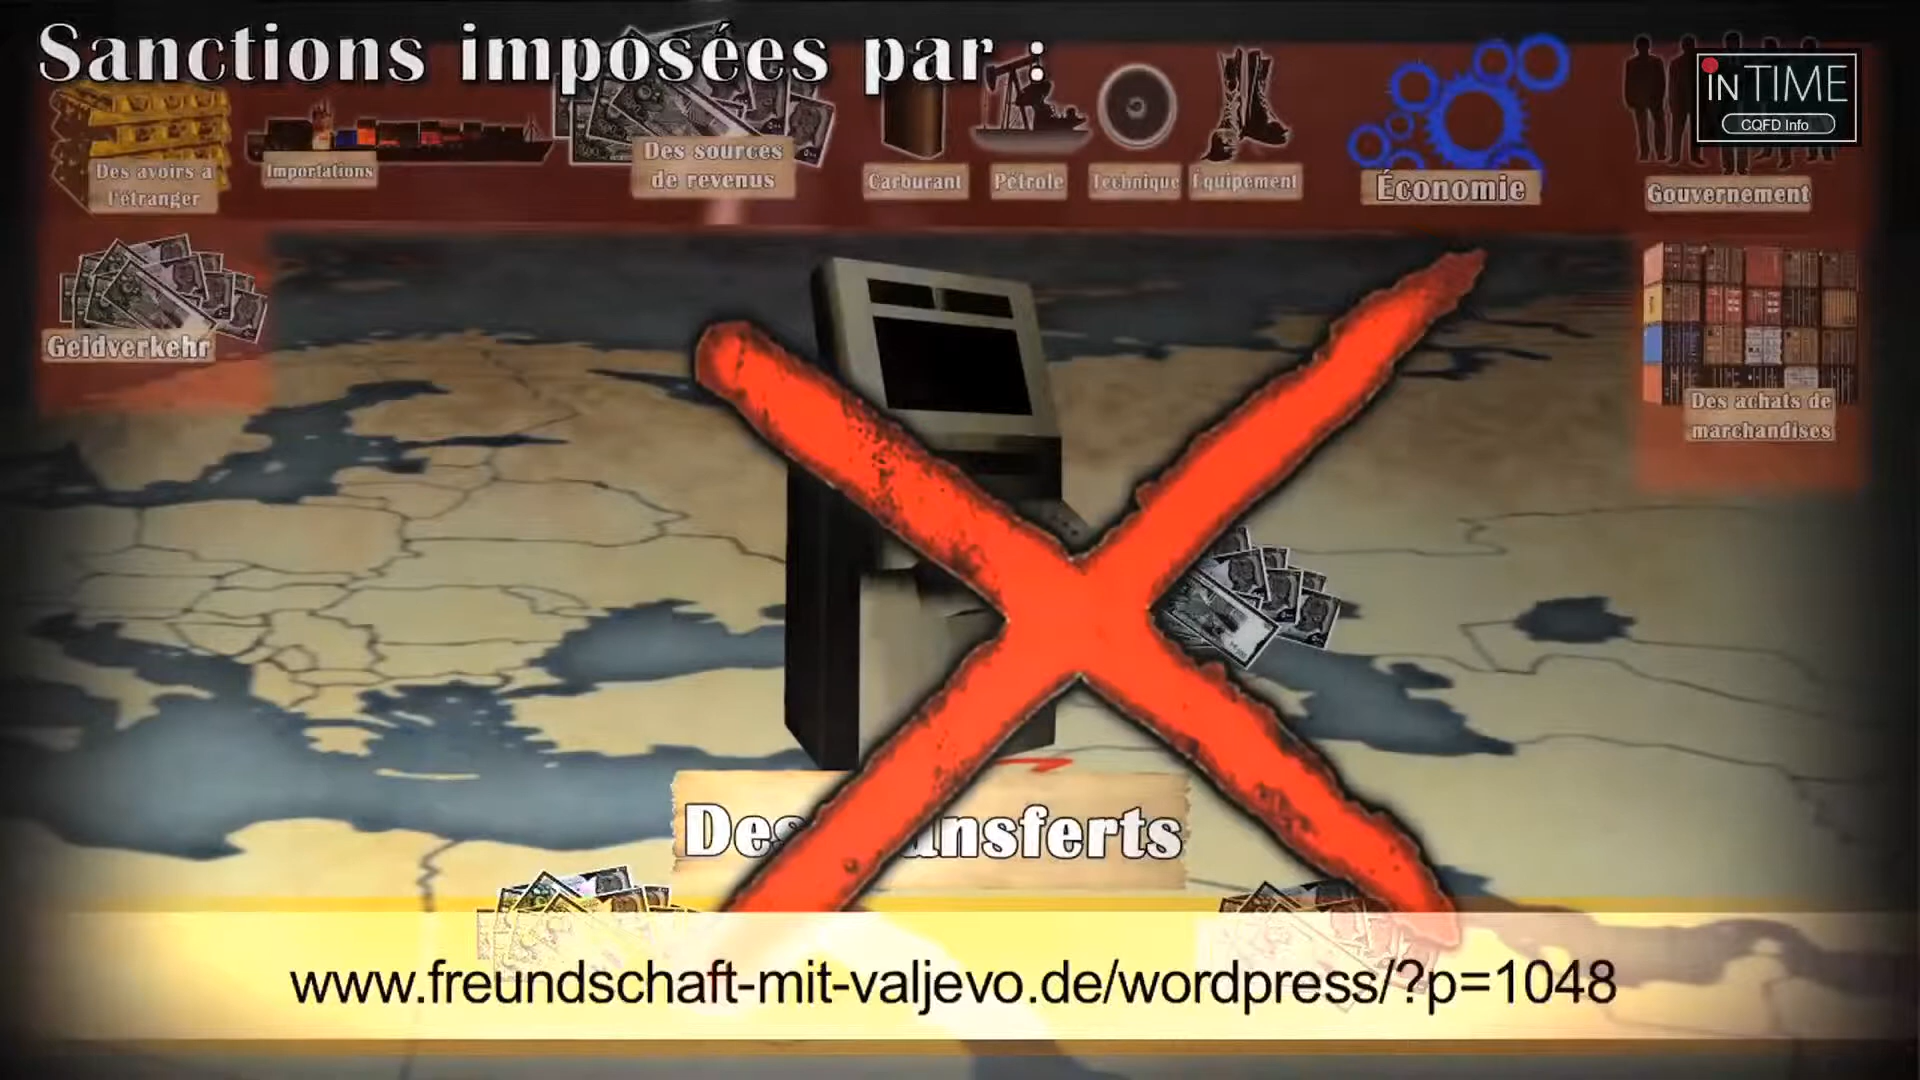 Sanctions imposées par :
iN TIME
CQFD Info
Des avoirs a
l'étranger
Importations
Des sources
de revenus
Carburant
Pétrole
Technique
Équipement
Économie
Gouvernement
Geldverkehr
Des achats de
marchandises
www.freundschaft-mit-valjevo.de/wordpress/?p=1048